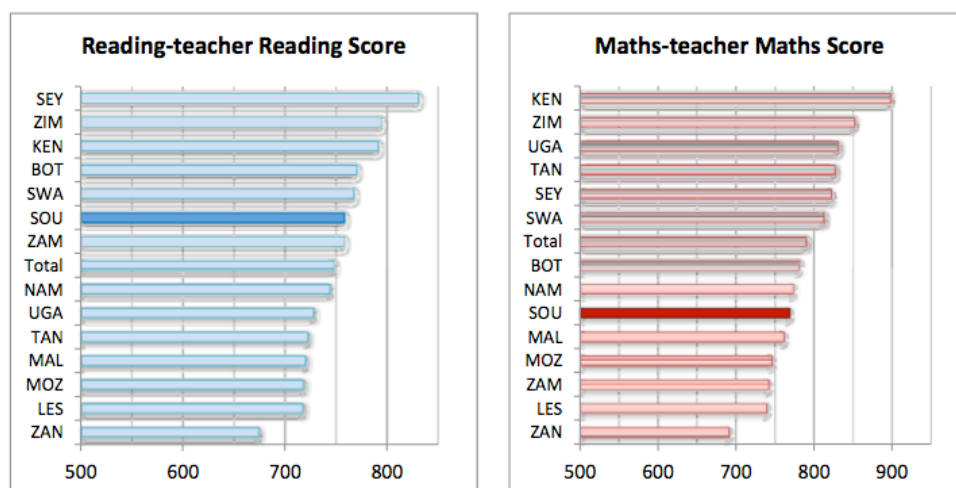 Reading-teacher Reading Score
SEY
ZIM
KEN
BOT
SWA
SOU
ZAM
Total
NAM
UGA
TAN
MAL
MOZ
LES
ZAN
500 600 700 800
Maths-teacher Maths Score
KEN
ZIM
UGA
TAN
SEY
SWA
Total
BOT
NAM
SOU
MAL
MOZ
ZAM
LES
ZAN
500 600 700 800 900